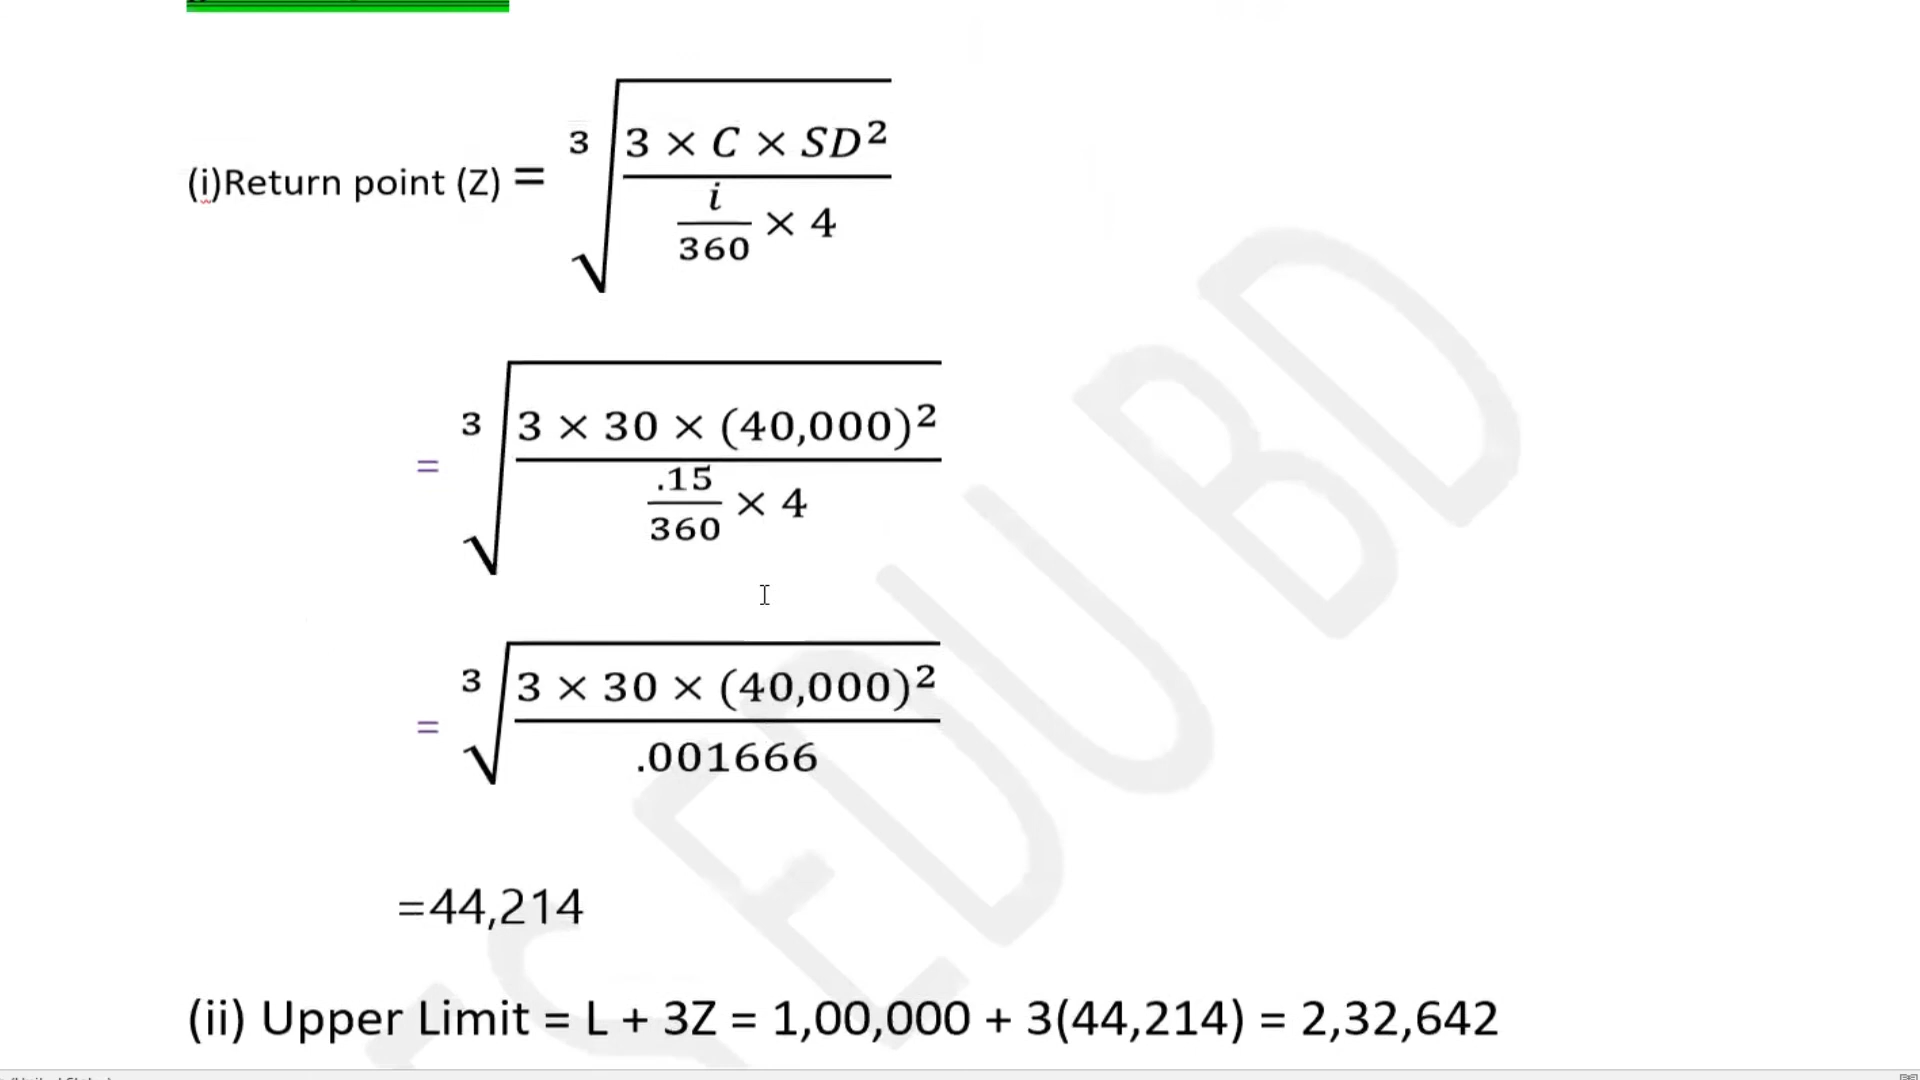 (i)Return point (Z) = ³√((3 × C × SD²) / (i/360 × 4))
= ³√((3 × 30 × (40,000)²) / (.15/360 × 4))
= ³√((3 × 30 × (40,000)²) / .001666)
=44,214
(ii) Upper Limit = L + 3Z = 1,00,000 + 3(44,214) = 2,32,642
EDU BD